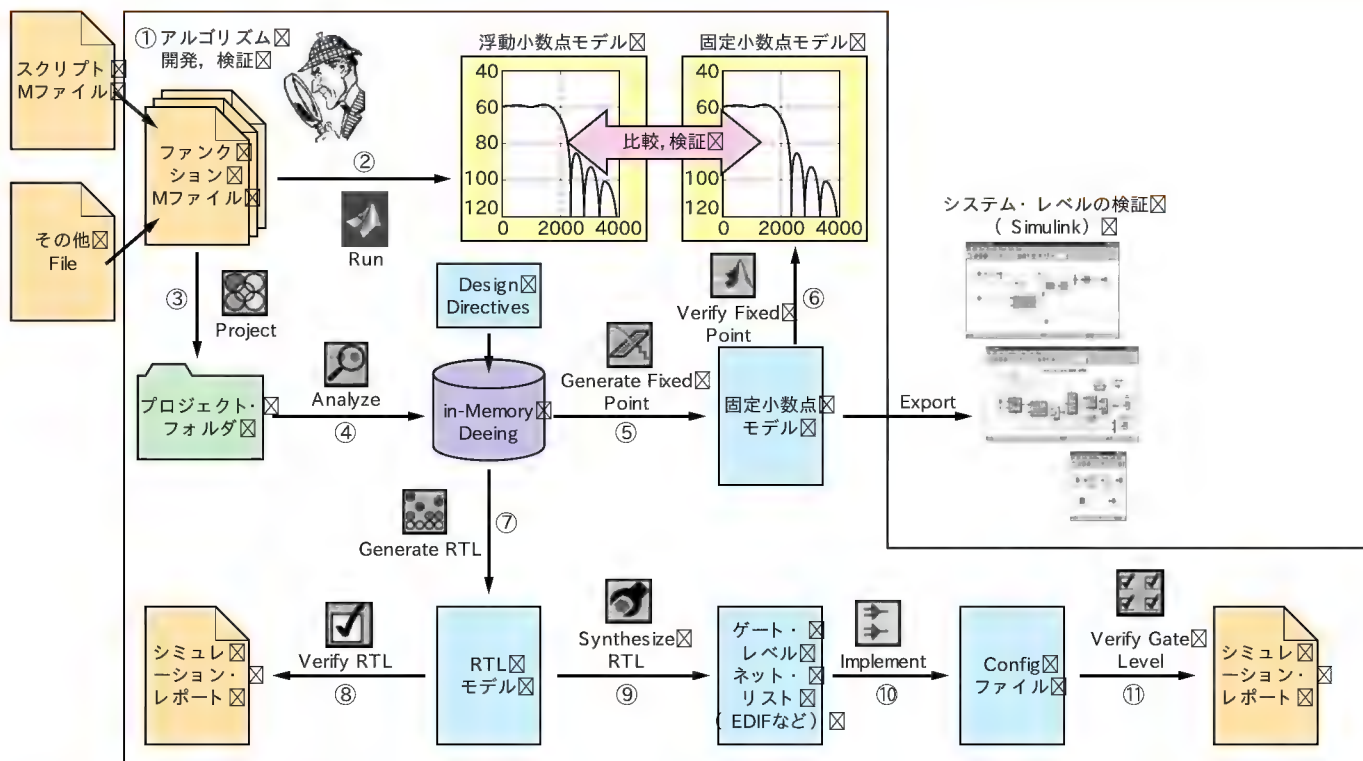 スクリプト
Mファイル
その他
File
①アルゴリズム
開発，検証
ファンク
ション
Mファイル
②
Run
浮動小数点モデル
40
60
80
100
120
0 2000 4000
比較，検証
固定小数点モデル
40
60
80
100
120
0 2000 4000
システム・レベルの検証
（Simulink）
③
Project
Design
Directives
Verify Fixed
Point
⑥
プロジェクト・
フォルダ
Analyze
④
in-Memory
Deeing
Generate Fixed
Point
⑤
固定小数点
モデル
Export
Generate RTL
⑦
シミュレ
ーション・
レポート
Verify RTL
⑧
RTL
モデル
Synthesize
RTL
⑨
ゲート・
レベル
ネット・
リスト
（EDIFなど）
Implement
⑩
Config
ファイル
Verify Gate
Level
⑪
シミュレ
ーション・
レポート